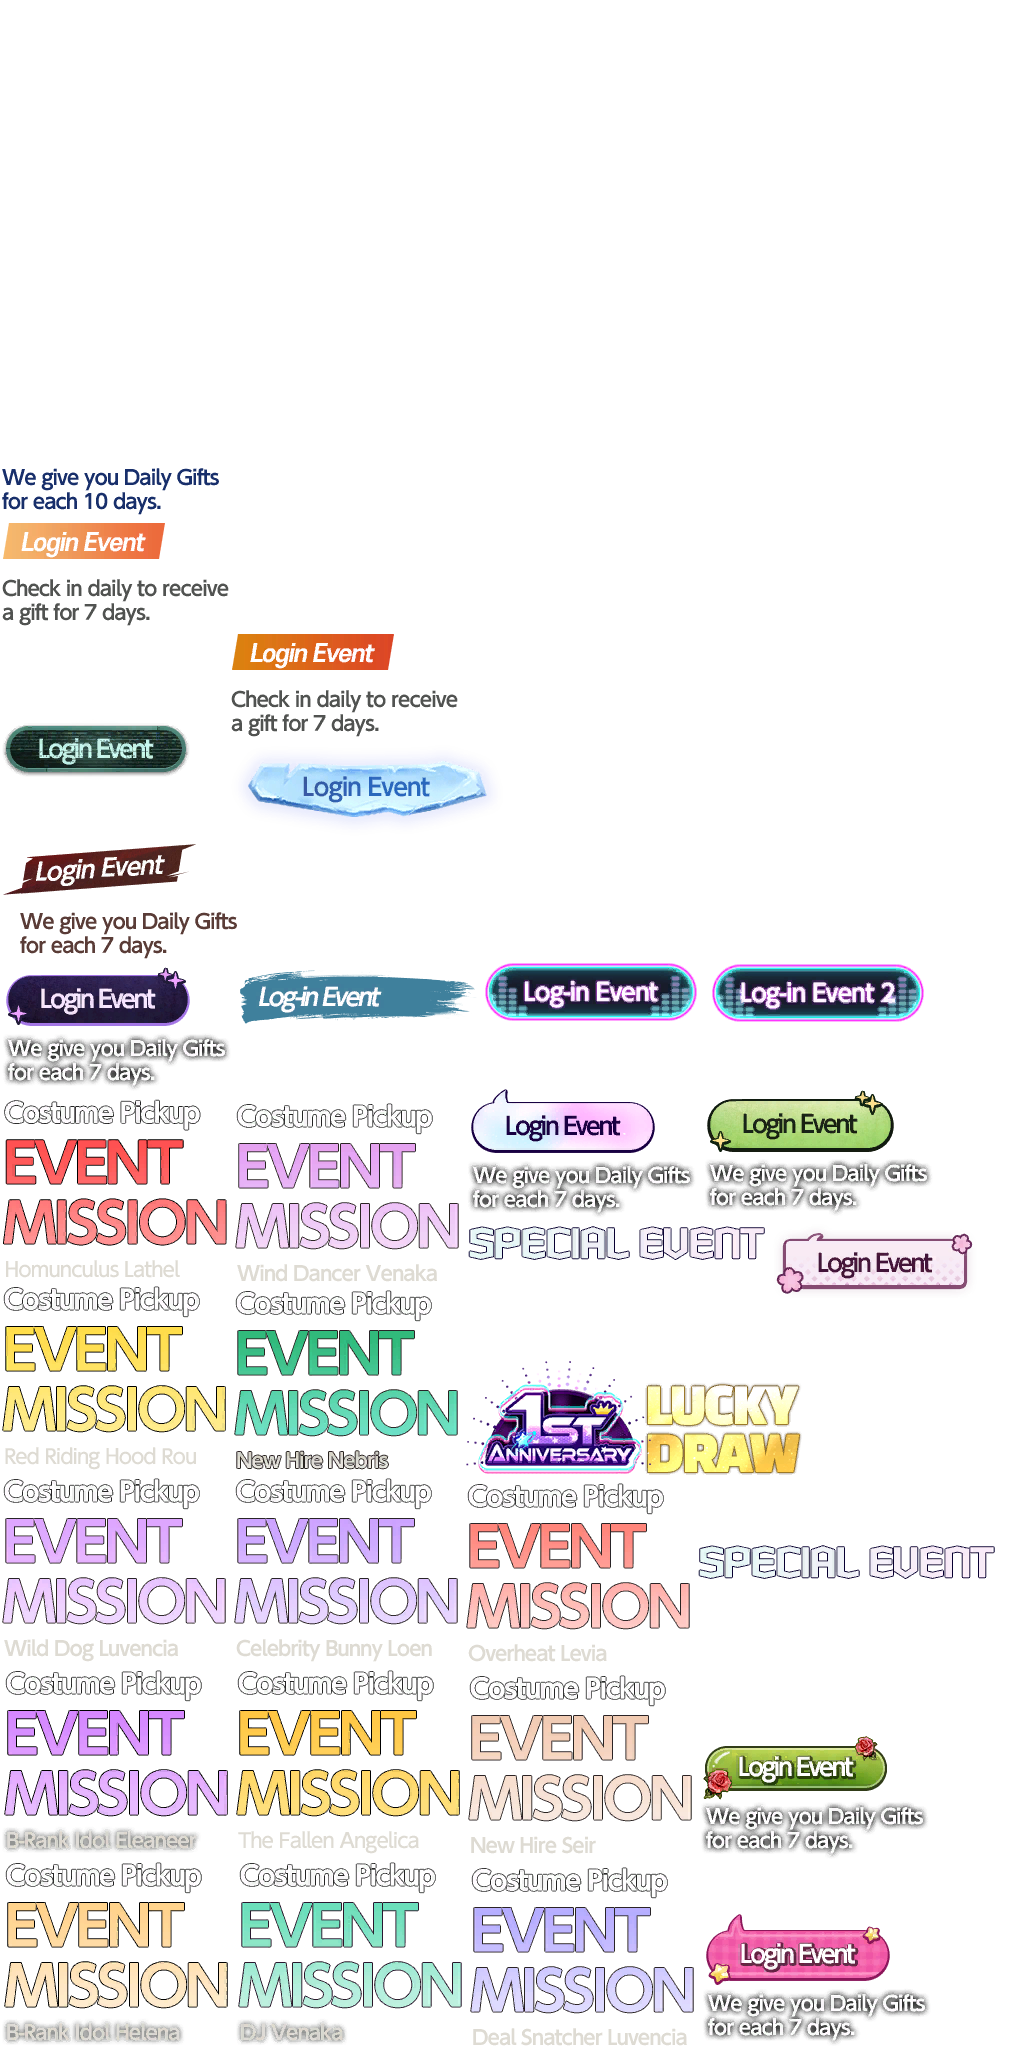 We give you Daily Gifts
for each 10 days.
Login Event
Check in daily to receive
a gift for 7 days.
Login Event
Check in daily to receive
a gift for 7 days.
Login Event
Login Event
Login Event
We give you Daily Gifts
for each 7 days.
Login Event
Log-in Event
Log-in Event
Log-in Event 2
We give you Daily Gifts
for each 7 days.
Costume Pickup
EVENT
MISSION
Homunculus Lathel
Costume Pickup
EVENT
MISSION
Wind Dancer Venaka
Login Event
We give you Daily Gifts
for each 7 days.
Login Event
We give you Daily Gifts
for each 7 days.
SPECIAL EVENT
Login Event
Costume Pickup
EVENT
MISSION
Red Riding Hood Rou
Costume Pickup
EVENT
MISSION
New Hire Nebris
1ST
ANNIVERSARY
LUCKY
DRAW
Costume Pickup
EVENT
MISSION
Wild Dog Luvencia
Costume Pickup
EVENT
MISSION
Celebrity Bunny Loen
Costume Pickup
EVENT
MISSION
Overheat Levia
SPECIAL EVENT
Costume Pickup
EVENT
MISSION
B-Rank Idol Eleaneer
Costume Pickup
EVENT
MISSION
The Fallen Angelica
Costume Pickup
EVENT
MISSION
New Hire Seir
Login Event
We give you Daily Gifts
for each 7 days.
Costume Pickup
EVENT
MISSION
B-Rank Idol Helena
Costume Pickup
EVENT
MISSION
DJ Venaka
Costume Pickup
EVENT
MISSION
Deal Snatcher Luvencia
Login Event
We give you Daily Gifts
for each 7 days.